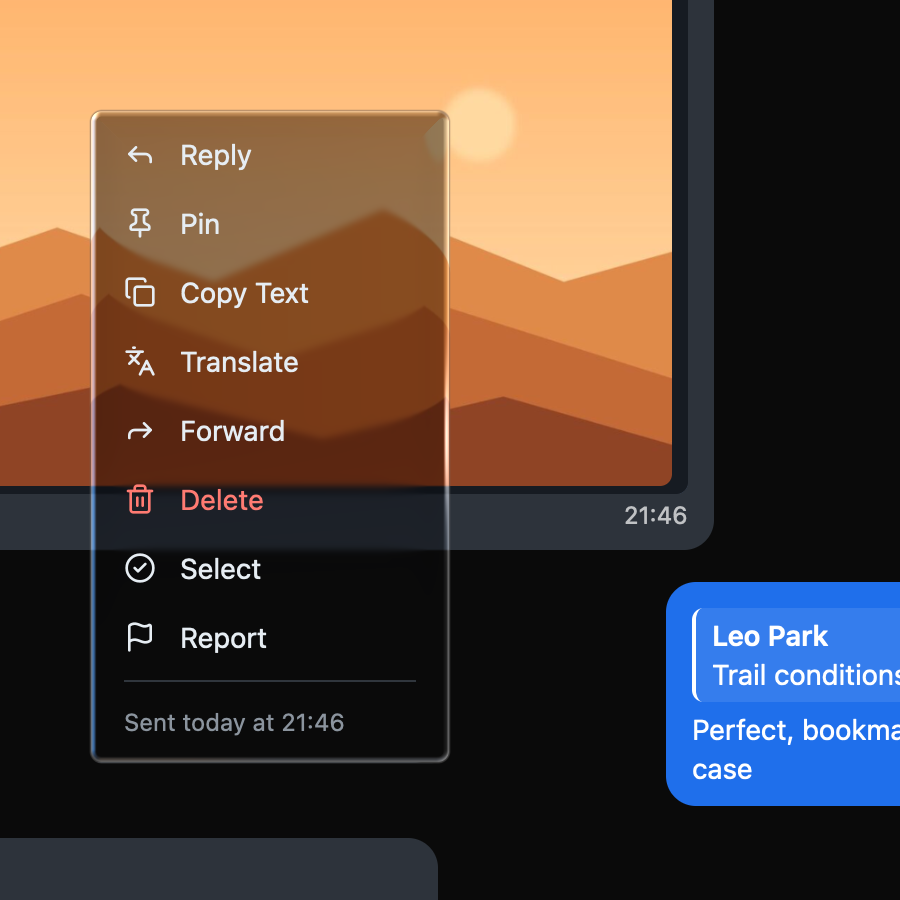 Reply
Pin
Copy Text
Translate
Forward
Delete
Select
Report
Sent today at 21:46
21:46
Leo Park
Trail conditions
Perfect, bookma
case